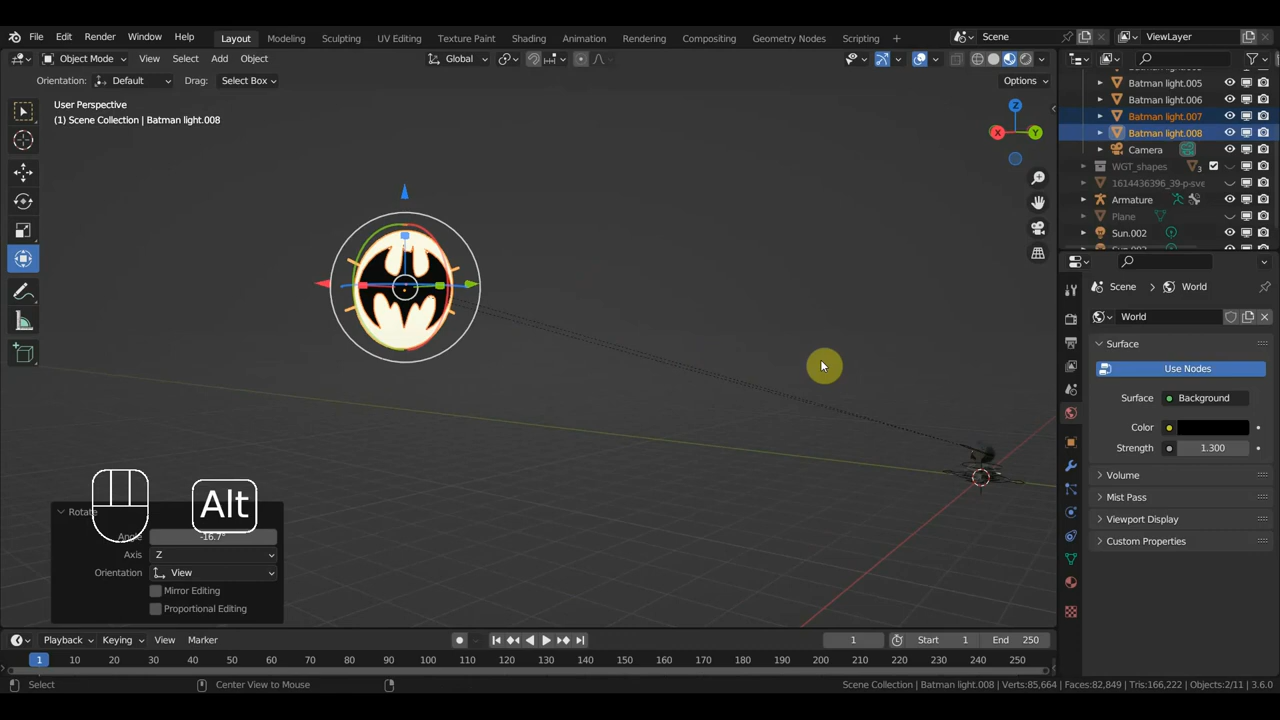 File Edit Render Window Help Layout Modeling Sculpting UV Editing Texture Paint Shading Animation Rendering Compositing Geometry Nodes Scripting + Scene ViewLayer
Object Mode View Select Add Object Global
Orientation: Default Drag: Select Box Options
User Perspective
(1) Scene Collection | Batman light.008
Z
X Y
Batman light.005
Batman light.006
Batman light.007
Batman light.008
Camera
WGT_shapes 3
1614436396_39-p-sve
Armature
Plane
Sun.002
Scene World
World
Surface
Use Nodes
Surface Background
Color
Strength 1.300
Volume
Mist Pass
Viewport Display
Custom Properties
Alt
Rotate
Angle -16.7°
Axis Z
Orientation View
Mirror Editing
Proportional Editing
Playback Keying View Marker 1 Start 1 End 250
1 10 20 30 40 50 60 70 80 90 100 110 120 130 140 150 160 170 180 190 200 210 220 230 240 250
Select Center View to Mouse Scene Collection | Batman light.008 | Verts:85,664 | Faces:82,849 | Tris:166,222 | Objects:2/11 | 3.6.0